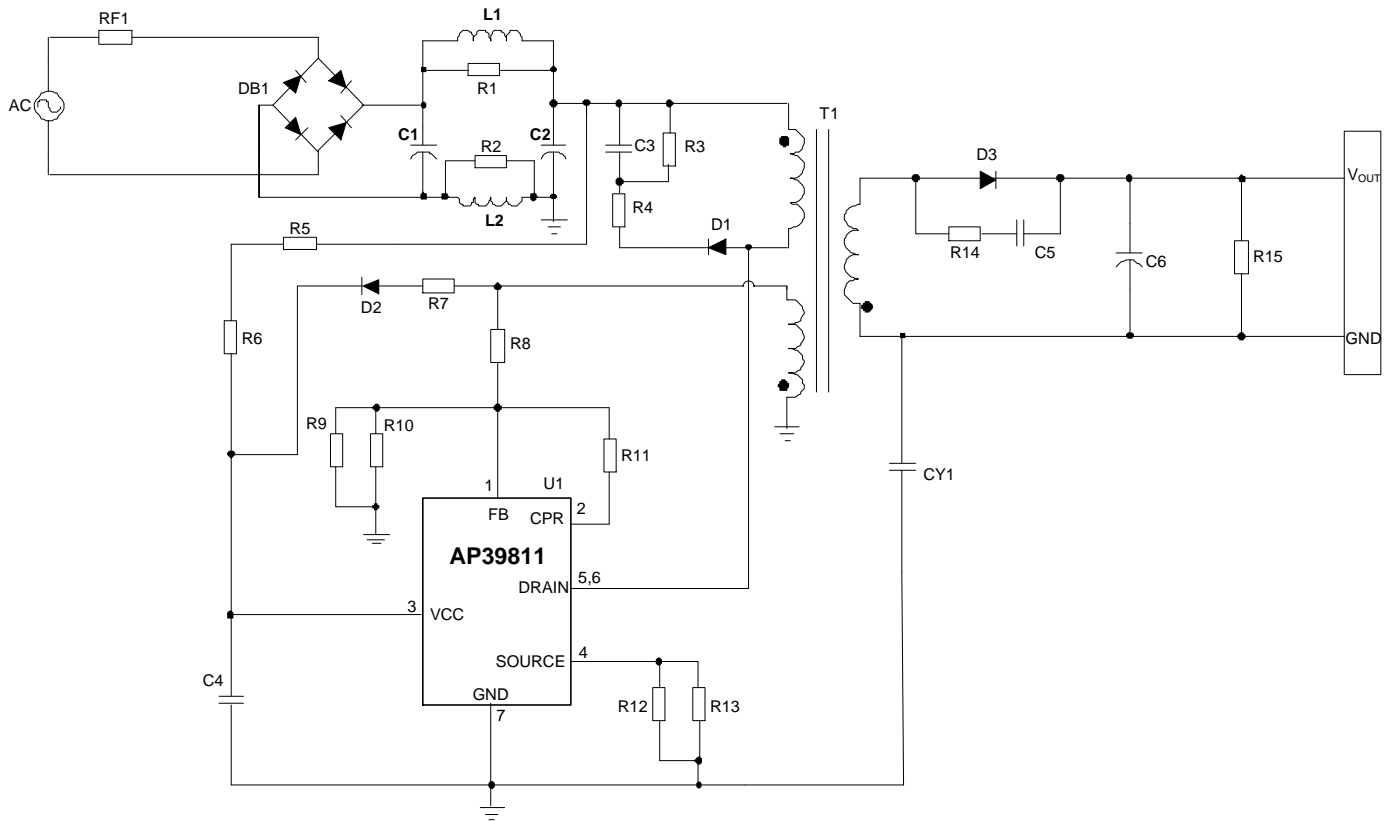 RF1
L1
DB1
R1
AC
T1
C1
C2
R2
C3
R3
D3
VOUT
R4
L2
D1
R5
R14
C5
C6
R15
D2
R7
R6
R8
GND
R9
R10
R11
1
U1
2
CY1
FB
CPR
AP39811
DRAIN
5,6
3
VCC
SOURCE
4
C4
GND
R12
R13
7